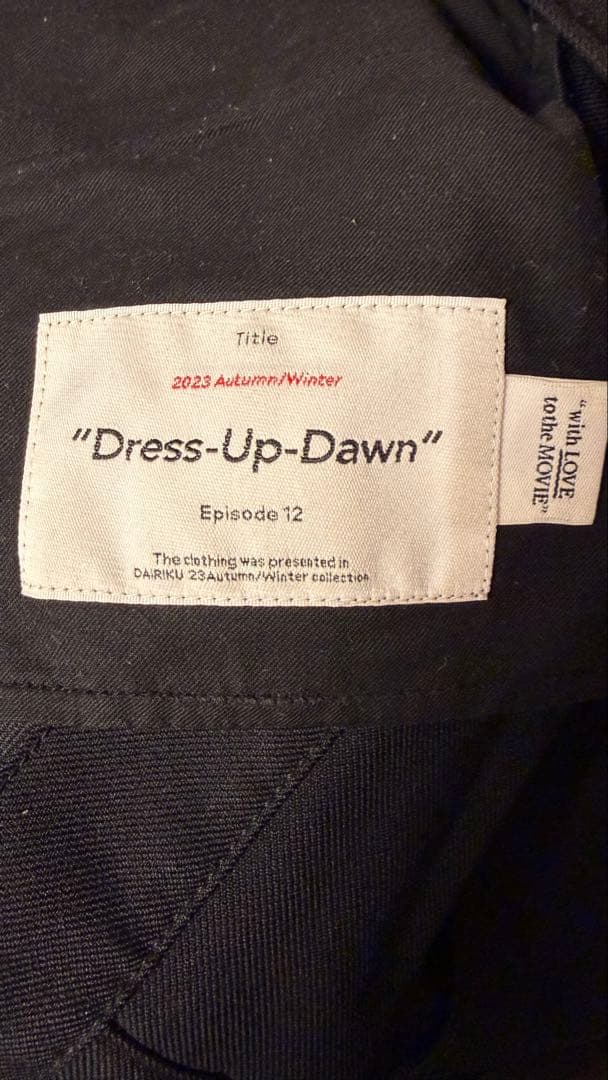 Title
2023 Autumn/Winter
"Dress-Up-Dawn"
Episode 12
The clothing was presented in
DAIRIKU 23Autumn/Winter collection
"with LOVE
to the MOVIE"